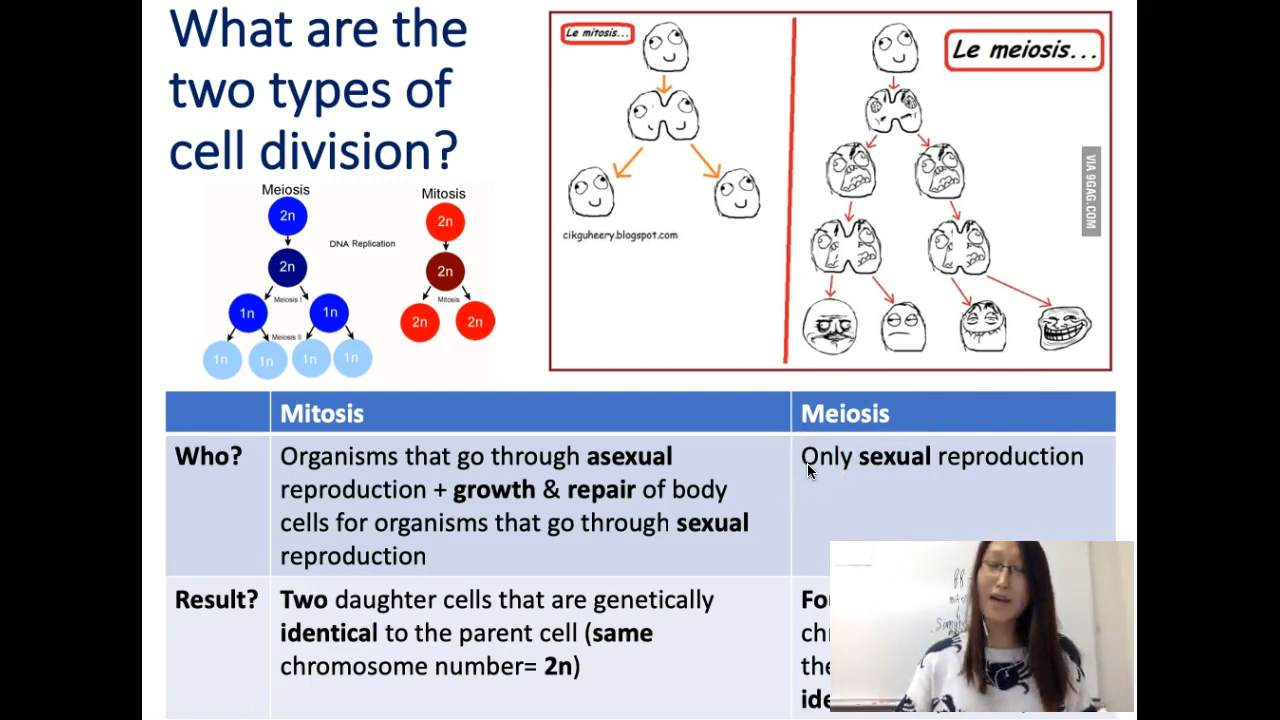 What are the
two types of
cell division?
Le mitosis...
cikguheery.blogspot.com
Le meiosis...
VIA 9GAG.COM
Meiosis
2n
2n
Meiosis I
1n 1n
Meiosis II
1n 1n 1n 1n
DNA Replication
Mitosis
2n
2n
Mitosis
2n 2n
Mitosis
Meiosis
Who?
Organisms that go through asexual
reproduction + growth & repair of body
cells for organisms that go through sexual
reproduction
Only sexual reproduction
Result?
Two daughter cells that are genetically
identical to the parent cell (same
chromosome number= 2n)